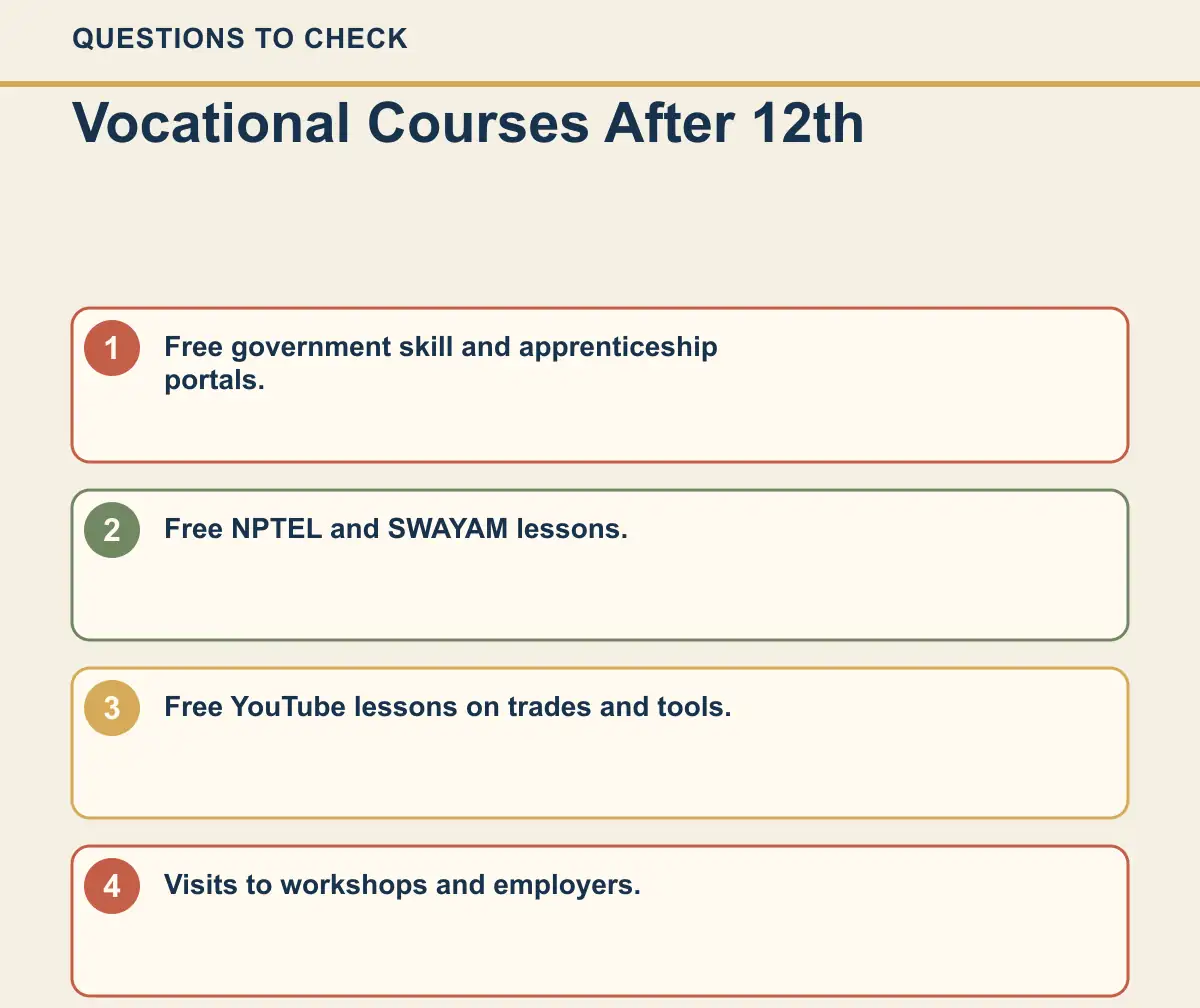 QUESTIONS TO CHECK
Vocational Courses After 12th
1
Free government skill and apprenticeship
portals.
2
Free NPTEL and SWAYAM lessons.
3
Free YouTube lessons on trades and tools.
4
Visits to workshops and employers.